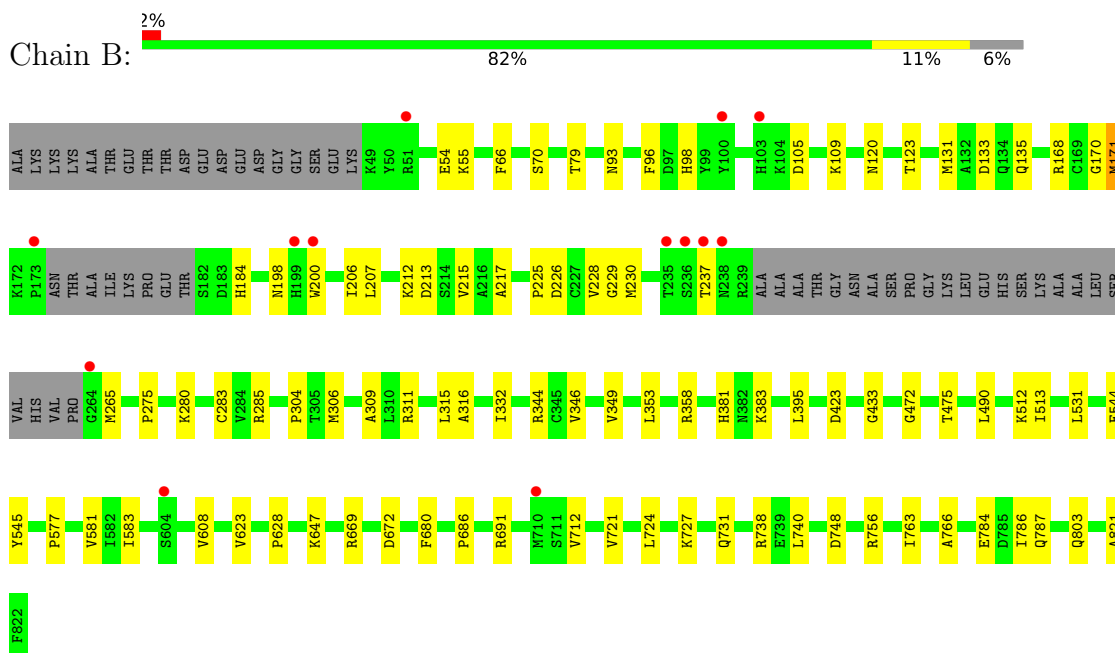 2%
Chain B:
82% 11% 6%
ALA LYS LYS LYS ALA THR GLU THR THR ASP GLU ASP GLU ASP GLY GLY SER GLU LYS K49 Y50 R51 E54 K55 F66 S70 T79 N93 F96 D97 H98 Y99 Y100 H103 K104 D105 K109 N120 T123 M131 A132 D133 Q134 Q135 R168 C169 G170 M171
K172 P173 ASN THR ALA ILE LYS PRO GLU THR S182 D183 H184 N198 H199 W200 I206 L207 K212 D213 S214 V215 A216 A217 P225 D226 C227 V228 G229 M230 T235 S236 T237 N238 R239 ALA ALA ALA THR GLY ASN ALA SER PRO GLY LYS LEU GLU HIS SER LYS ALA ALA LEU SER
VAL HIS VAL PRO G264 M265 P275 K280 C283 V284 R285 P304 T305 M306 A309 L310 R311 L315 A316 I332 R344 C345 V346 V349 L353 R358 H381 N382 K383 L395 D423 G433 G472 T475 L490 K512 I513 L531
Y545 P577 V581 I582 I583 S604 V608 V623 P628 K647 R669 D672 F680 P686 R691 M710 S711 V712 V721 L724 K727 Q731 R738 E739 L740 D748 R756 I763 A766 E784 D785 I786 Q787 Q803 A821
F822